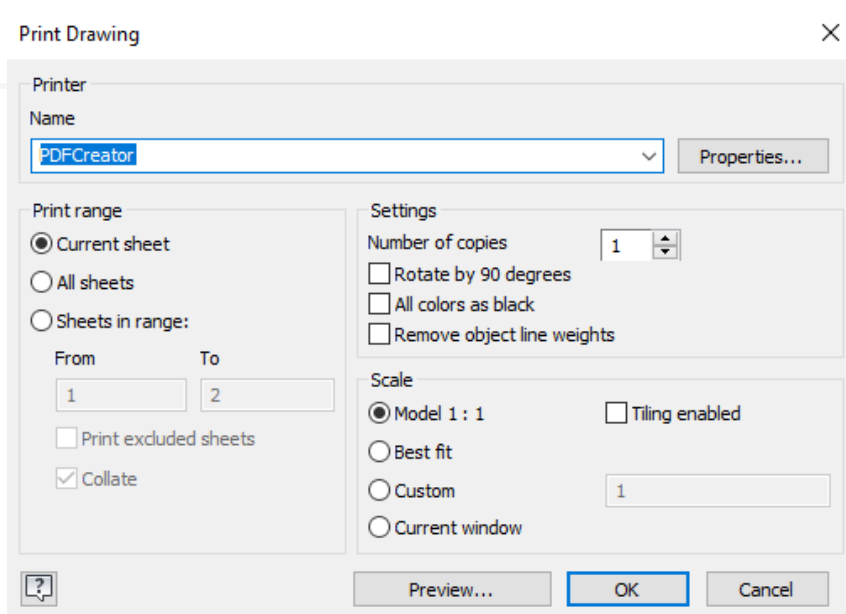 Print Drawing
Printer
Name
PDFCreator
Properties...
Print range
Current sheet
All sheets
Sheets in range:
From To
1 2
Print excluded sheets
Collate
Settings
Number of copies 1
Rotate by 90 degrees
All colors as black
Remove object line weights
Scale
Model 1 : 1 Tiling enabled
Best fit
Custom 1
Current window
?
Preview... OK Cancel